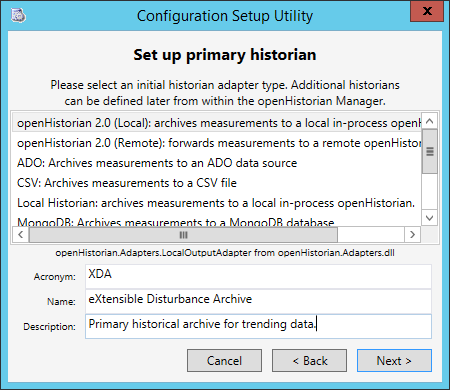 Configuration Setup Utility
x
Set up primary historian
Please select an initial historian adapter type. Additional historians
can be defined later from within the openHistorian Manager.
openHistorian 2.0 (Local): archives measurements to a local in-process openH
openHistorian 2.0 (Remote): forwards measurements to a remote openHistor
ADO: Archives measurements to an ADO data source
CSV: Archives measurements to a CSV file
Local Historian: archives measurements to a local in-process openHistorian.
MongoDB: Archives measurements to a MongoDB database
openHistorian.Adapters.LocalOutputAdapter from openHistorian.Adapters.dll
Acronym: XDA
Name: eXtensible Disturbance Archive
Description: Primary historical archive for trending data.
Cancel < Back Next >